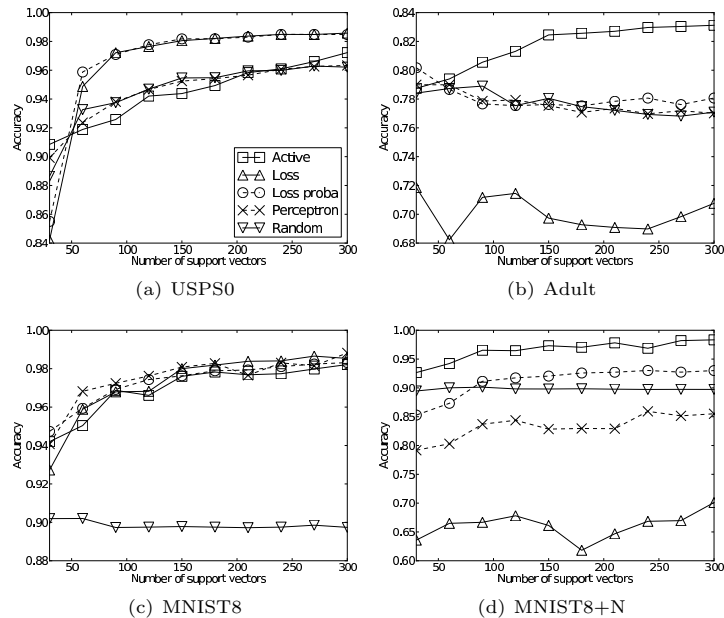 1.00
0.98
0.96
0.94
0.92
0.90
0.88
0.86
0.84
Accuracy
50 100 150 200 250 300
Number of support vectors
Active
Loss
Loss proba
Perceptron
Random
(a) USPS0
0.84
0.82
0.80
0.78
0.76
0.74
0.72
0.70
0.68
Accuracy
50 100 150 200 250 300
Number of support vectors
(b) Adult
1.00
0.98
0.96
0.94
0.92
0.90
0.88
Accuracy
50 100 150 200 250 300
Number of support vectors
(c) MNIST8
1.00
0.95
0.90
0.85
0.80
0.75
0.70
0.65
0.60
Accuracy
50 100 150 200 250 300
Number of support vectors
(d) MNIST8+N